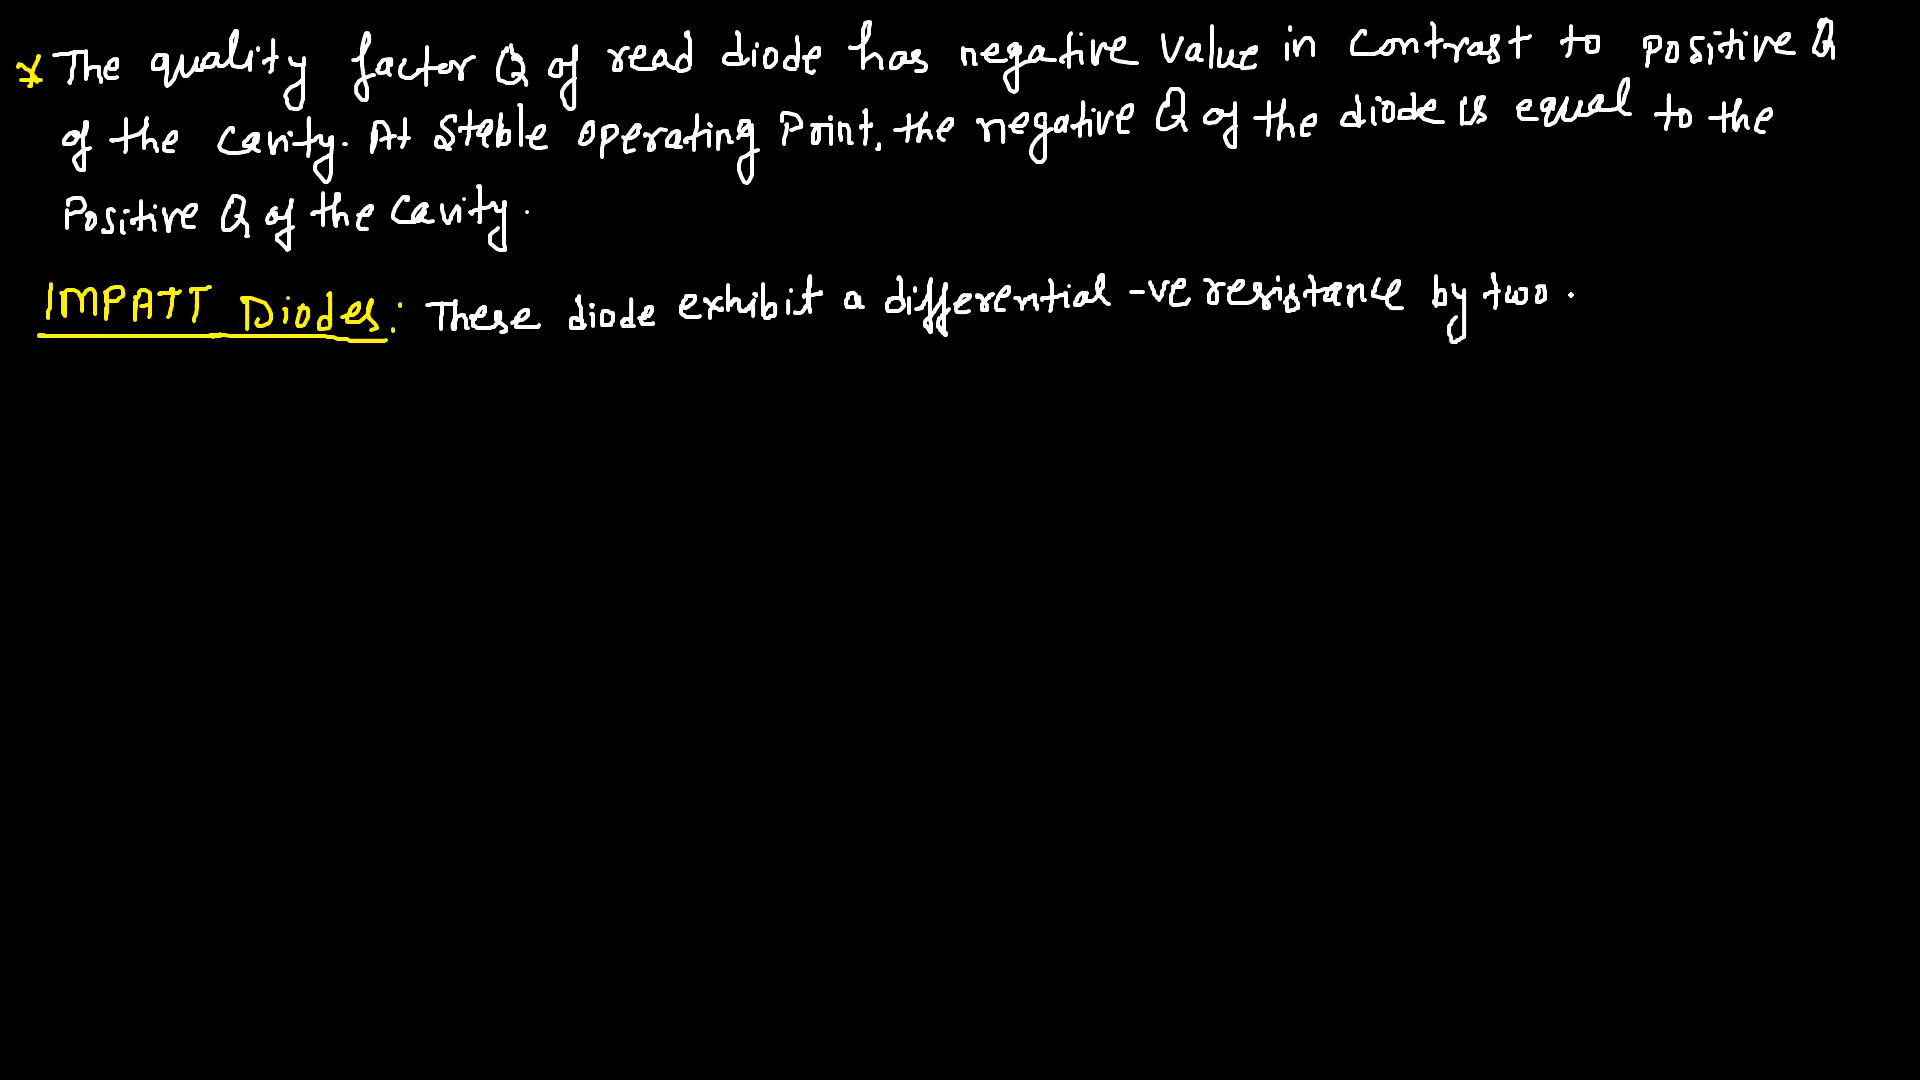 * The quality factor Q of read diode has negative value in contrast to positive Q
of the cavity. At stable operating Point, the negative Q of the diode is equal to the
Positive Q of the cavity.
IMPATT Diodes: These diode exhibit a differential -ve resistance by two.